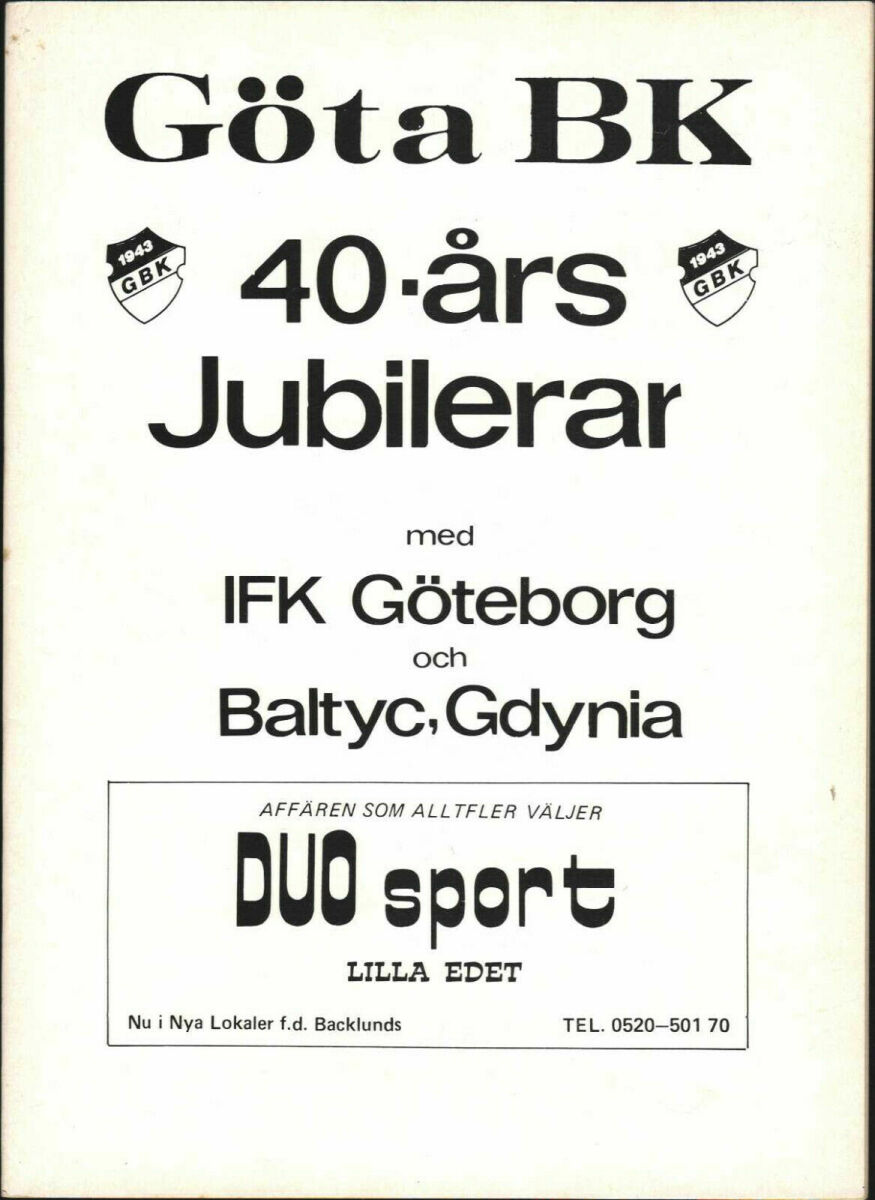 Göta BK
1943
GBK
40-års
1943
GBK
Jubilerar
med
IFK Göteborg
och
Baltyc, Gdynia
AFFÄREN SOM ALLTFLER VÄLJER
DUO sport
LILLA EDET
Nu i Nya Lokaler f.d. Backlunds
TEL. 0520–501 70